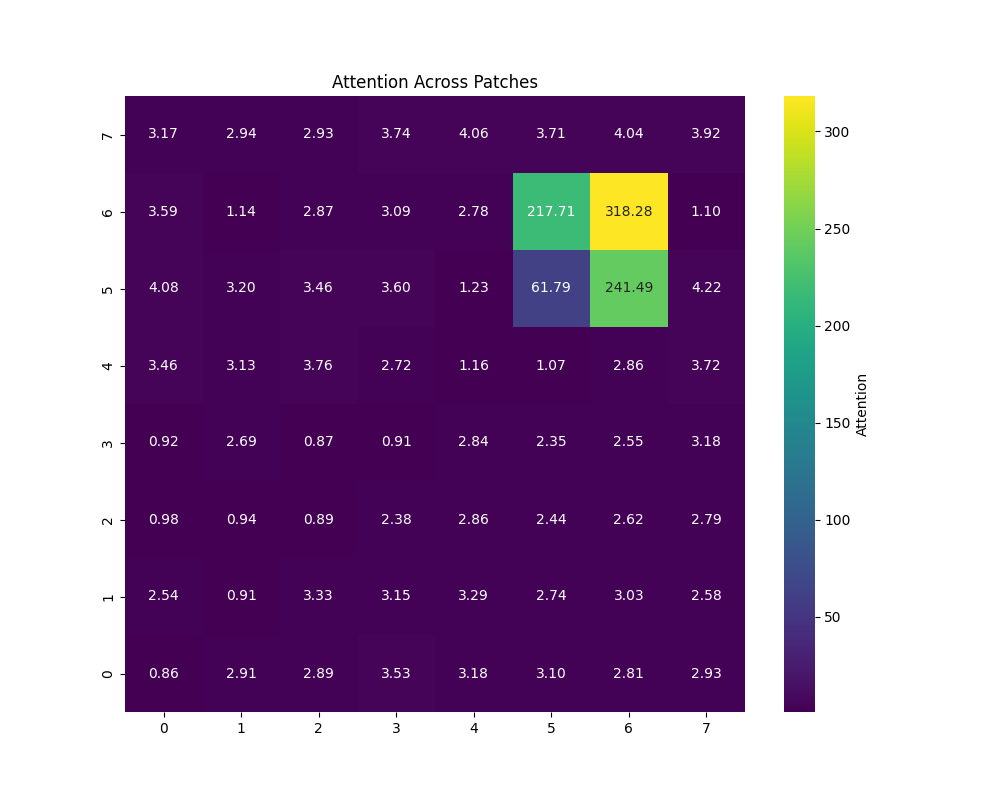 Attention Across Patches
7 3.17 2.94 2.93 3.74 4.06 3.71 4.04 3.92
6 3.59 1.14 2.87 3.09 2.78 217.71 318.28 1.10
5 4.08 3.20 3.46 3.60 1.23 61.79 241.49 4.22
4 3.46 3.13 3.76 2.72 1.16 1.07 2.86 3.72
3 0.92 2.69 0.87 0.91 2.84 2.35 2.55 3.18
2 0.98 0.94 0.89 2.38 2.86 2.44 2.62 2.79
1 2.54 0.91 3.33 3.15 3.29 2.74 3.03 2.58
0 0.86 2.91 2.89 3.53 3.18 3.10 2.81 2.93
0 1 2 3 4 5 6 7
300
250
200
150
100
50
Attention